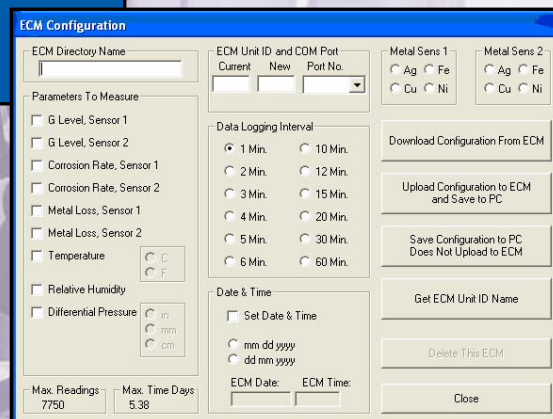 ECM Configuration
ECM Directory Name
Parameters To Measure
G Level, Sensor 1
G Level, Sensor 2
Corrosion Rate, Sensor 1
Corrosion Rate, Sensor 2
Metal Loss, Sensor 1
Metal Loss, Sensor 2
Temperature
C
F
Relative Humidity
Differential Pressure
in
mm
cm
Max. Readings
7750
Max. Time Days
5.38
ECM Unit ID and COM Port
Current New Port No.
Data Logging Interval
1 Min. 10 Min.
2 Min. 12 Min.
3 Min. 15 Min.
4 Min. 20 Min.
5 Min. 30 Min.
6 Min. 60 Min.
Date & Time
Set Date & Time
mm dd yyyy
dd mm yyyy
ECM Date: ECM Time:
Metal Sens 1
Ag Fe
Cu Ni
Metal Sens 2
Ag Fe
Cu Ni
Download Configuration From ECM
Upload Configuration to ECM
and Save to PC
Save Configuration to PC
Does Not Upload to ECM
Get ECM Unit ID Name
Delete This ECM
Close